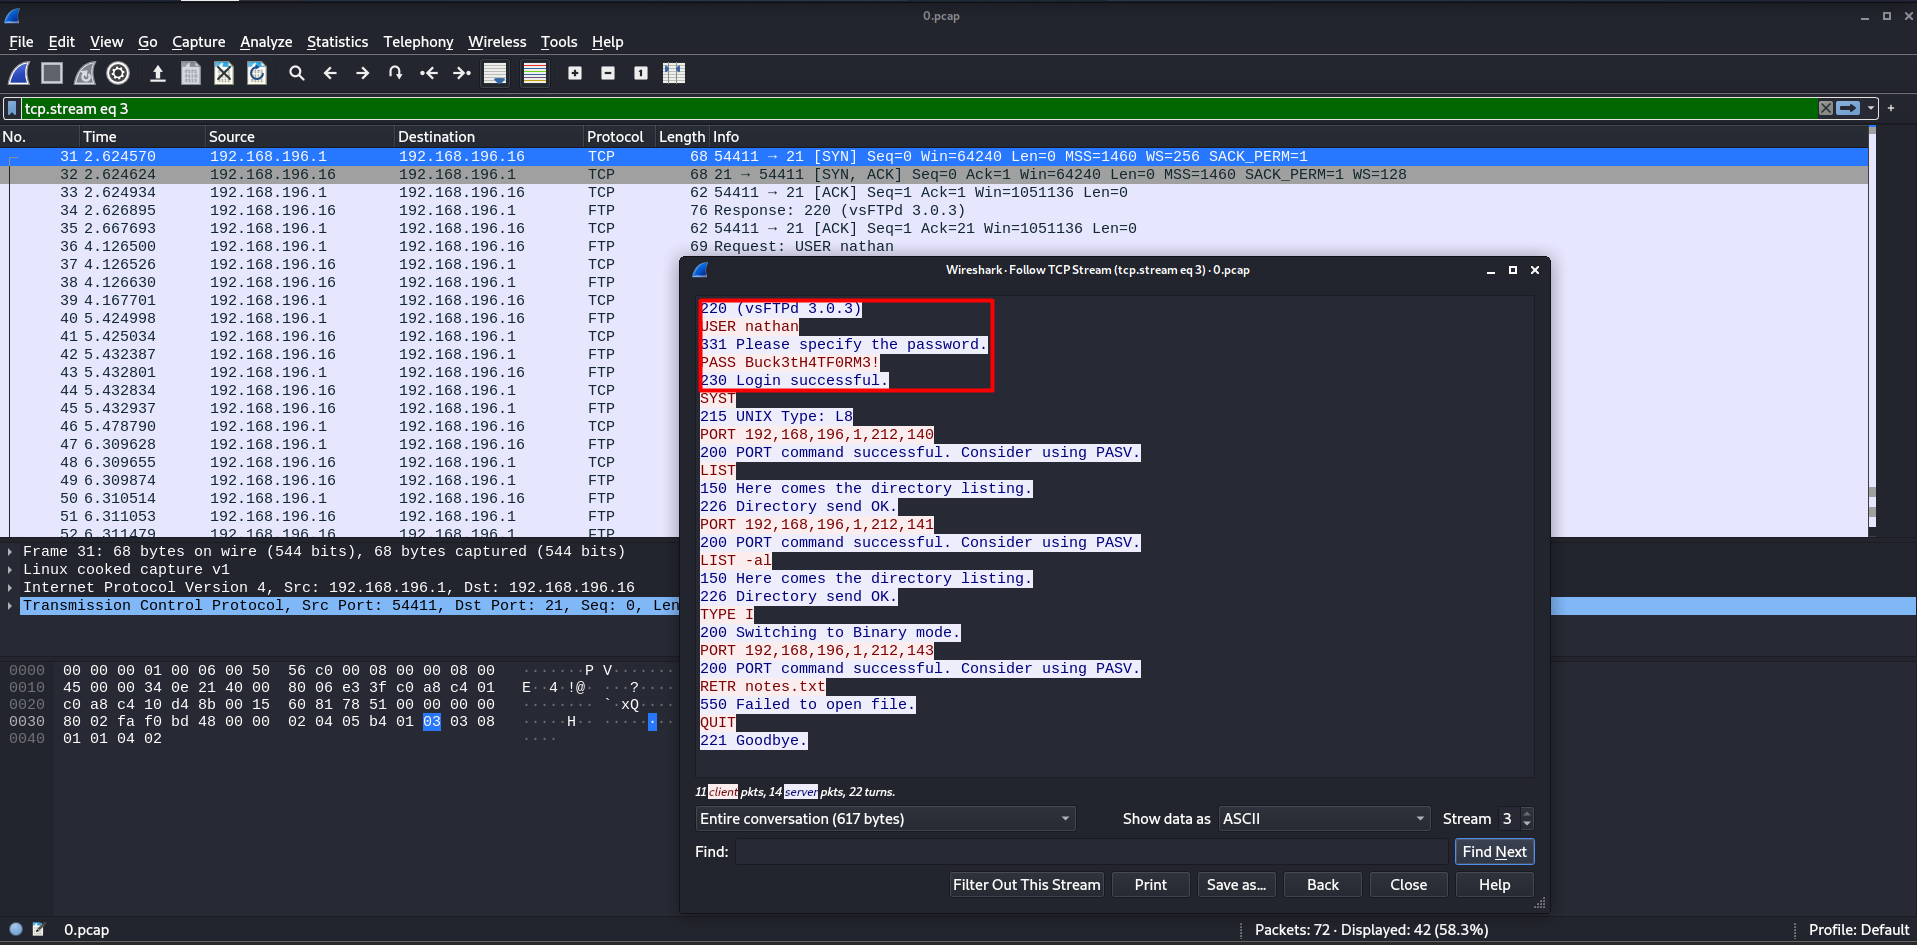 0.pcap
File Edit View Go Capture Analyze Statistics Telephony Wireless Tools Help
tcp.stream eq 3
No. Time Source Destination Protocol Length Info
31 2.624570 192.168.196.1 192.168.196.16 TCP 68 54411 → 21 [SYN] Seq=0 Win=64240 Len=0 MSS=1460 WS=256 SACK_PERM=1
32 2.624624 192.168.196.16 192.168.196.1 TCP 68 21 → 54411 [SYN, ACK] Seq=0 Ack=1 Win=64240 Len=0 MSS=1460 SACK_PERM=1 WS=128
33 2.624934 192.168.196.1 192.168.196.16 TCP 62 54411 → 21 [ACK] Seq=1 Ack=1 Win=1051136 Len=0
34 2.626895 192.168.196.16 192.168.196.1 FTP 76 Response: 220 (vsFTPd 3.0.3)
35 2.667693 192.168.196.1 192.168.196.16 TCP 62 54411 → 21 [ACK] Seq=1 Ack=21 Win=1051136 Len=0
36 4.126500 192.168.196.1 192.168.196.16 FTP 69 Request: USER nathan
37 4.126526 192.168.196.16 192.168.196.1 TCP
38 4.126630 192.168.196.16 192.168.196.1 FTP
39 4.167701 192.168.196.1 192.168.196.16 TCP
40 5.424998 192.168.196.1 192.168.196.16 FTP
41 5.425034 192.168.196.16 192.168.196.1 TCP
42 5.432387 192.168.196.16 192.168.196.1 FTP
43 5.432801 192.168.196.1 192.168.196.16 FTP
44 5.432834 192.168.196.16 192.168.196.1 TCP
45 5.432937 192.168.196.16 192.168.196.1 FTP
46 5.478790 192.168.196.1 192.168.196.16 TCP
47 6.309628 192.168.196.1 192.168.196.16 FTP
48 6.309655 192.168.196.16 192.168.196.1 TCP
49 6.309874 192.168.196.16 192.168.196.1 FTP
50 6.310514 192.168.196.1 192.168.196.16 FTP
51 6.311053 192.168.196.16 192.168.196.1 FTP
52 6.311479 192.168.196.16 192.168.196.1 FTP
Frame 31: 68 bytes on wire (544 bits), 68 bytes captured (544 bits)
Linux cooked capture v1
Internet Protocol Version 4, Src: 192.168.196.1, Dst: 192.168.196.16
Transmission Control Protocol, Src Port: 54411, Dst Port: 21, Seq: 0, Len
0000 00 00 00 01 00 06 00 50 56 c0 00 08 00 00 08 00 ·······P V·······
0010 45 00 00 34 0e 21 40 00 80 06 e3 3f c0 a8 c4 01 E··4·!@· ···?····
0020 c0 a8 c4 10 d4 8b 00 15 60 81 78 51 00 00 00 00 ········ `·xQ····
0030 80 02 fa f0 bd 48 00 00 02 04 05 b4 01 03 03 08 ·····H·· ········
0040 01 01 04 02 ····
Wireshark · Follow TCP Stream (tcp.stream eq 3) · 0.pcap
220 (vsFTPd 3.0.3)
USER nathan
331 Please specify the password.
PASS Buck3tH4TF0RM3!
230 Login successful.
SYST
215 UNIX Type: L8
PORT 192,168,196,1,212,140
200 PORT command successful. Consider using PASV.
LIST
150 Here comes the directory listing.
226 Directory send OK.
PORT 192,168,196,1,212,141
200 PORT command successful. Consider using PASV.
LIST -al
150 Here comes the directory listing.
226 Directory send OK.
TYPE I
200 Switching to Binary mode.
PORT 192,168,196,1,212,143
200 PORT command successful. Consider using PASV.
RETR notes.txt
550 Failed to open file.
QUIT
221 Goodbye.
11 client pkts, 14 server pkts, 22 turns.
Entire conversation (617 bytes) Show data as ASCII Stream 3
Find: Find Next
Filter Out This Stream Print Save as... Back Close Help
0.pcap Packets: 72 · Displayed: 42 (58.3%) Profile: Default